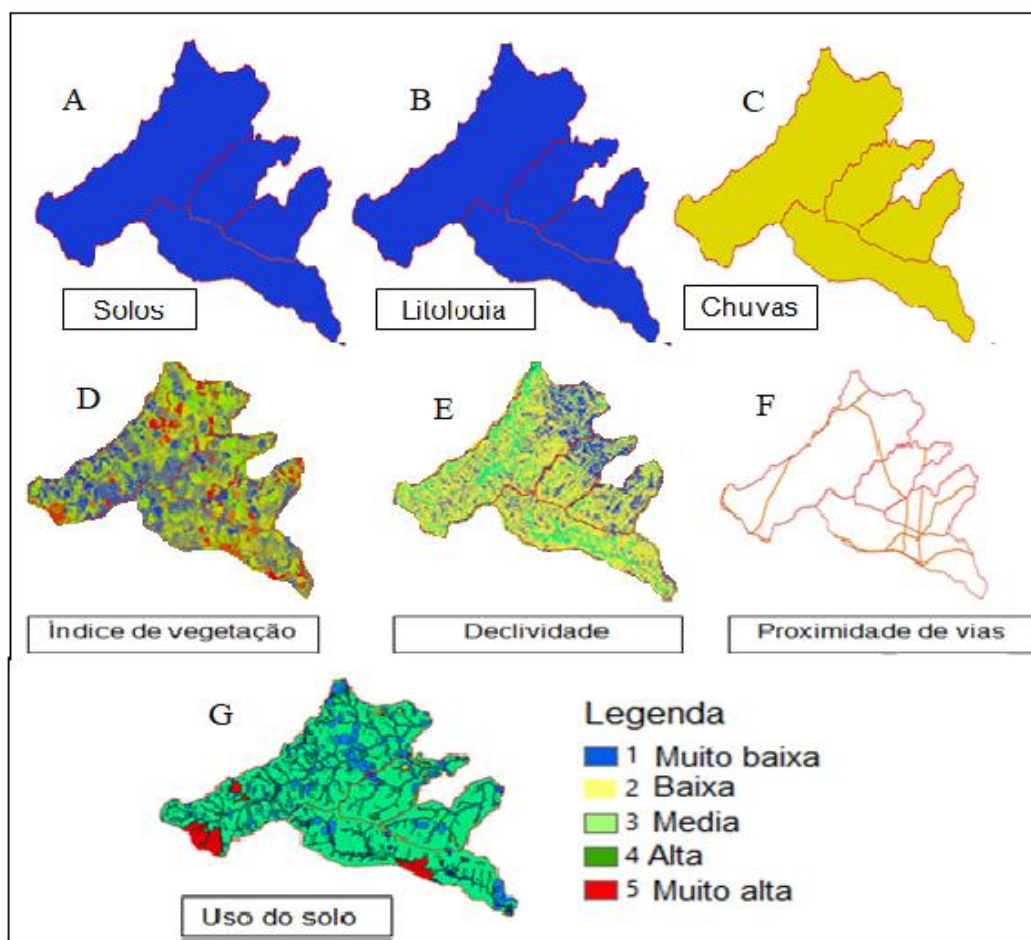 A
B
C
Solos
Litolodia
Chuvas
D
E
F
Índice de vegetação
Declividade
Proximidade de vias
G
Legenda
1 Muito baixa
2 Baixa
3 Media
4 Alta
5 Muito alta
Uso do solo